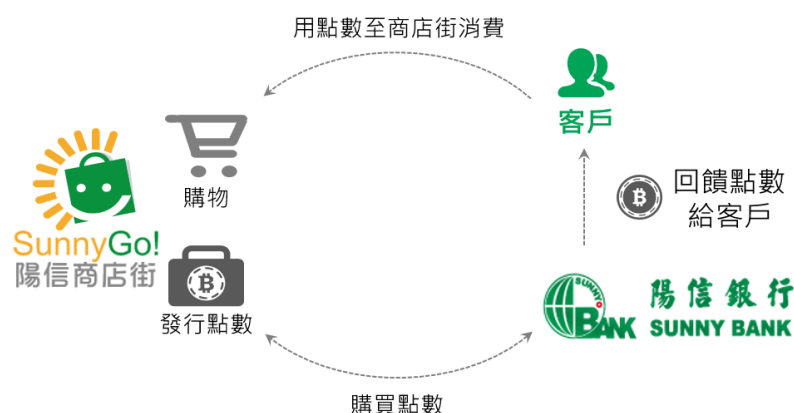 用點數至商店街消費
客戶
購物
回饋點數
給客戶
SunnyGo!
陽信商店街
發行點數
SUNNY
BANK
陽信銀行
SUNNY BANK
購買點數